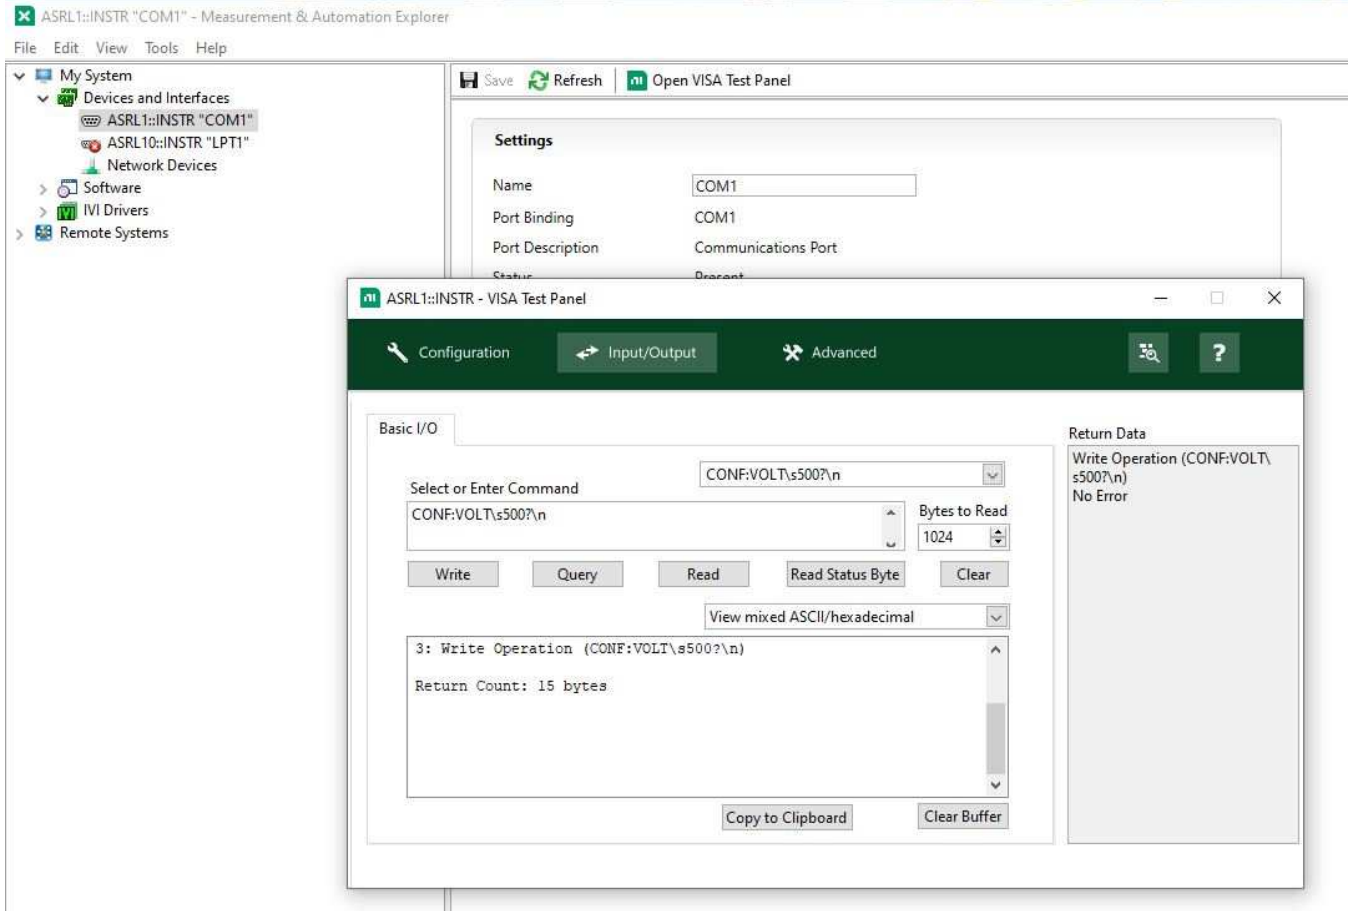 ASRL1::INSTR "COM1" - Measurement & Automation Explorer
File Edit View Tools Help
My System
Devices and Interfaces
ASRL1::INSTR "COM1"
ASRL10::INSTR "LPT1"
Network Devices
Software
IVI Drivers
Remote Systems
Save Refresh Open VISA Test Panel
Settings
Name COM1
Port Binding COM1
Port Description Communications Port
Status Present
ASRL1::INSTR - VISA Test Panel
Configuration Input/Output Advanced ?
Basic I/O
Select or Enter Command CONF:VOLT\s500?\n
CONF:VOLT\s500?\n
Bytes to Read
1024
Write Query Read Read Status Byte Clear
View mixed ASCII/hexadecimal
3: Write Operation (CONF:VOLT\s500?\n)
Return Count: 15 bytes
Copy to Clipboard Clear Buffer
Return Data
Write Operation (CONF:VOLT\
s500?\n)
No Error